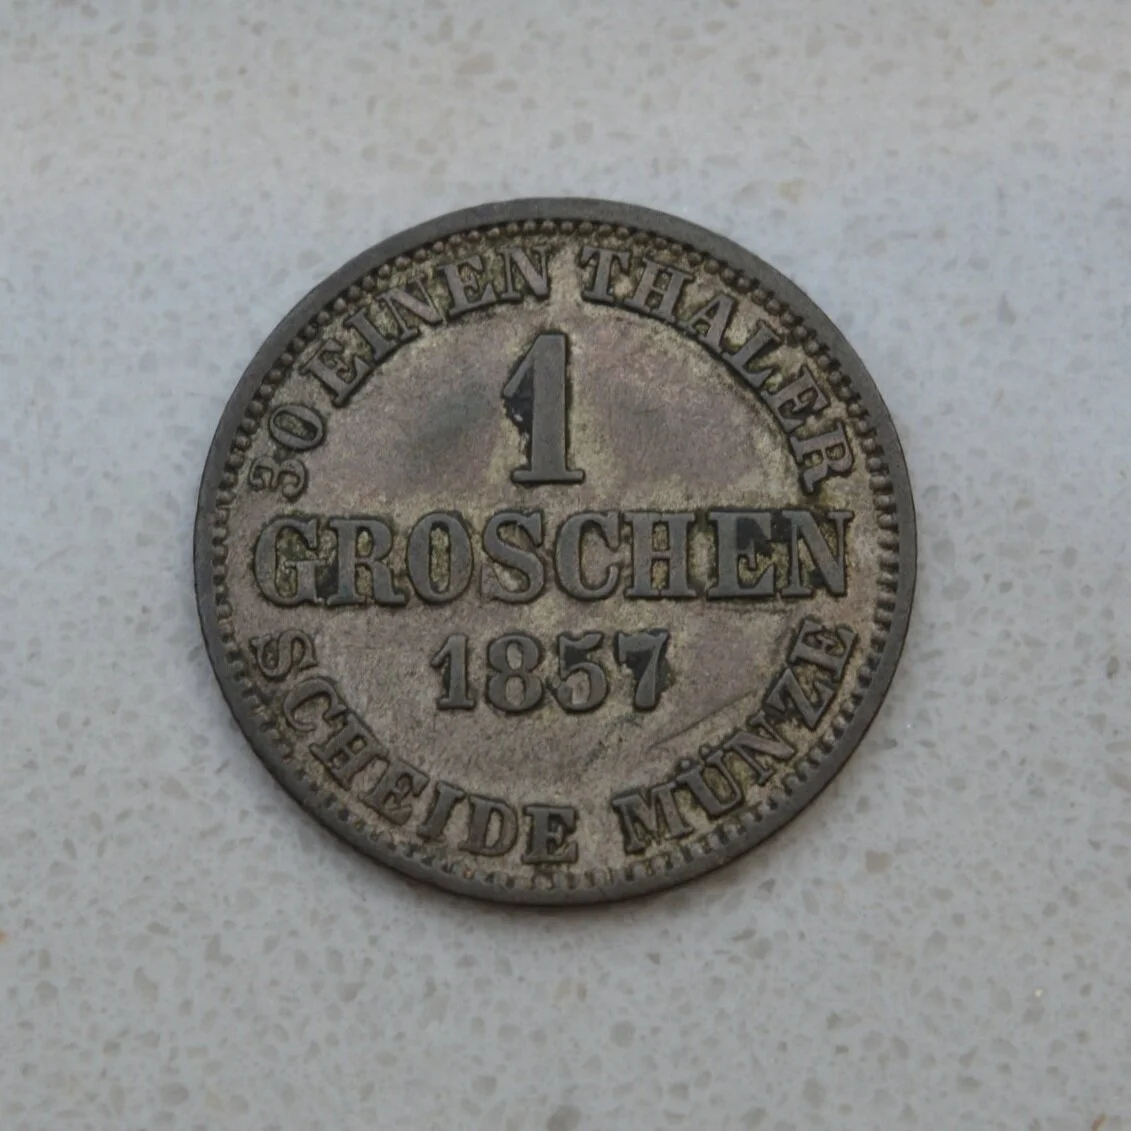 30 EINEN THALER
1
GROSCHEN
1857
SCHEIDE MÜNZE